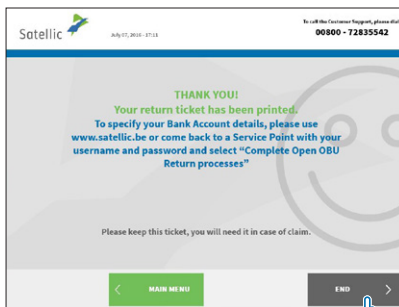 Satellic
July 07, 2016 - 17:11
To call the Customer Support, please dial
00800 - 72835542
THANK YOU!
Your return ticket has been printed.
To specify your Bank Account details, please use
www.satellic.be or come back to a Service Point with your
username and password and select “Complete Open OBU
Return processes”
Please keep this ticket, you will need it in case of claim.
MAIN MENU
END